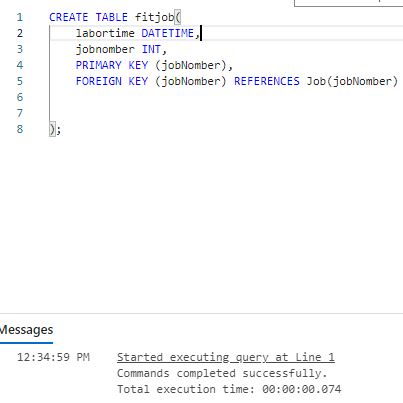 1 CREATE TABLE fitjob(
2 labortime DATETIME,
3 jobnomber INT,
4 PRIMARY KEY (jobNomber),
5 FOREIGN KEY (jobNomber) REFERENCES Job(jobNomber)
6
7
8 );
Messages
12:34:59 PM Started executing query at Line 1
Commands completed successfully.
Total execution time: 00:00:00.074